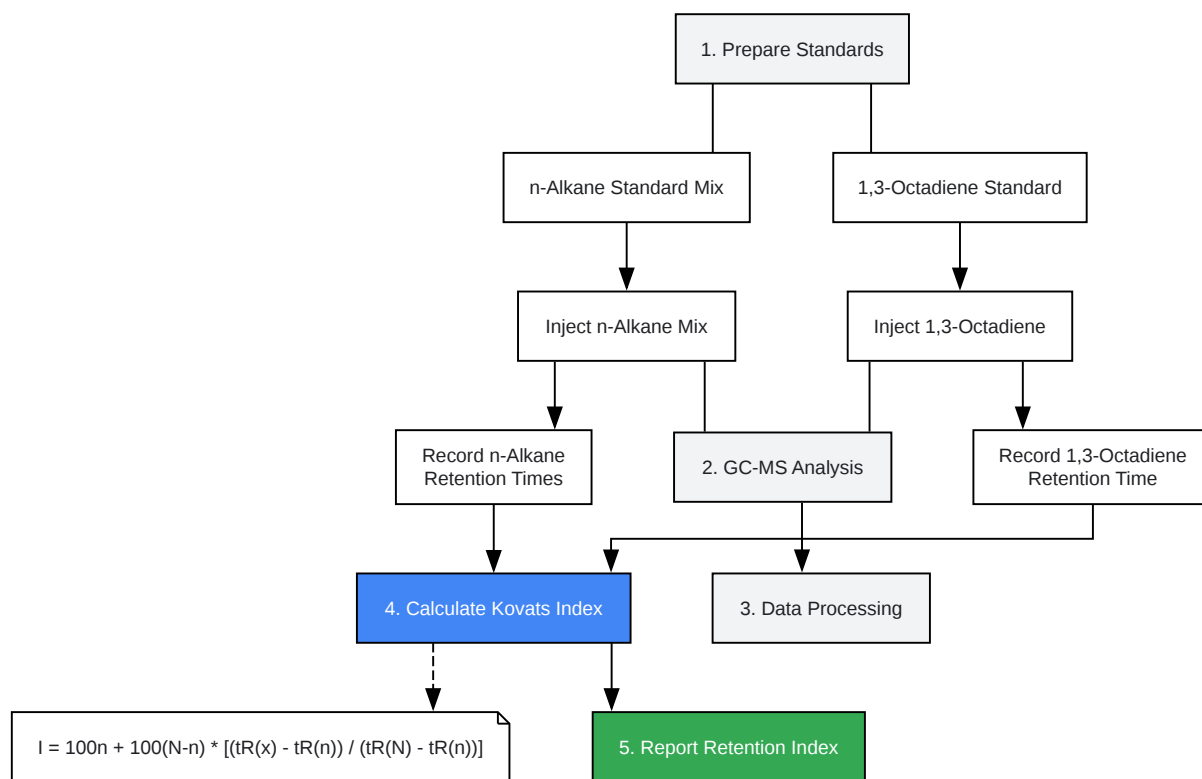 1. Prepare Standards
n-Alkane Standard Mix
1,3-Octadiene Standard
Inject n-Alkane Mix
Inject 1,3-Octadiene
Record n-Alkane
Retention Times
2. GC-MS Analysis
Record 1,3-Octadiene
Retention Time
4. Calculate Kovats Index
3. Data Processing
I = 100n + 100(N-n) * [(tR(x) - tR(n)) / (tR(N) - tR(n))]
5. Report Retention Index